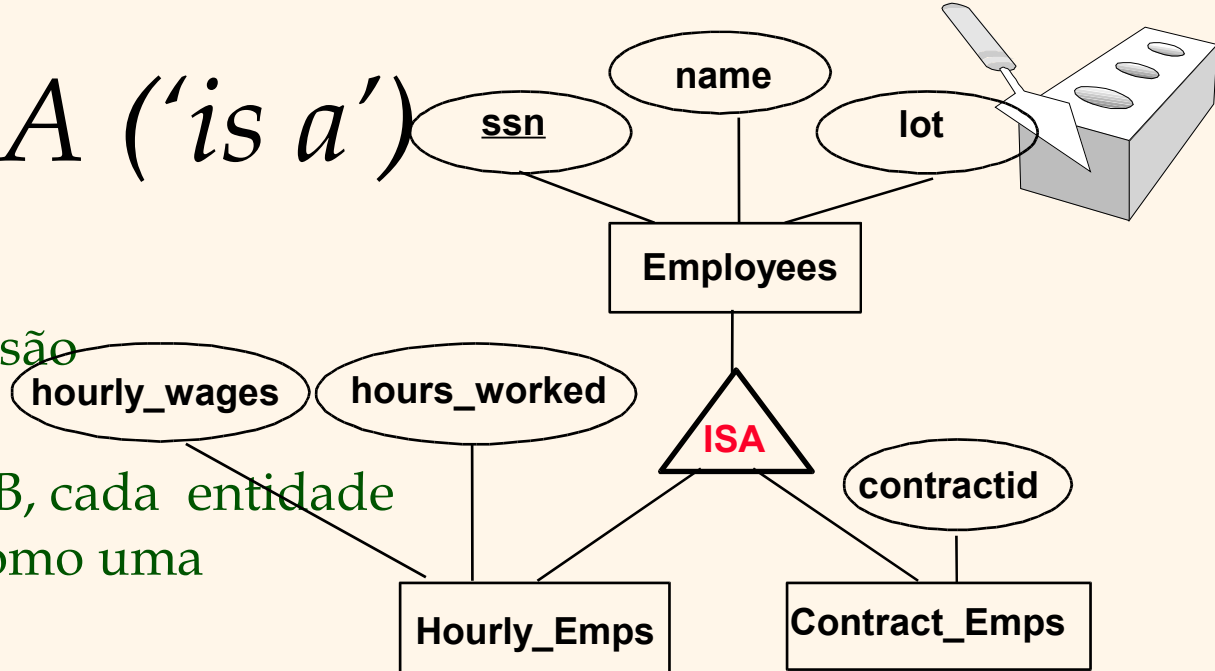 A (‘is a’)
name
ssn
lot
Employees
são
hourly_wages
hours_worked
ISA
B, cada entidade
contractid
omo uma
Hourly_Emps
Contract_Emps